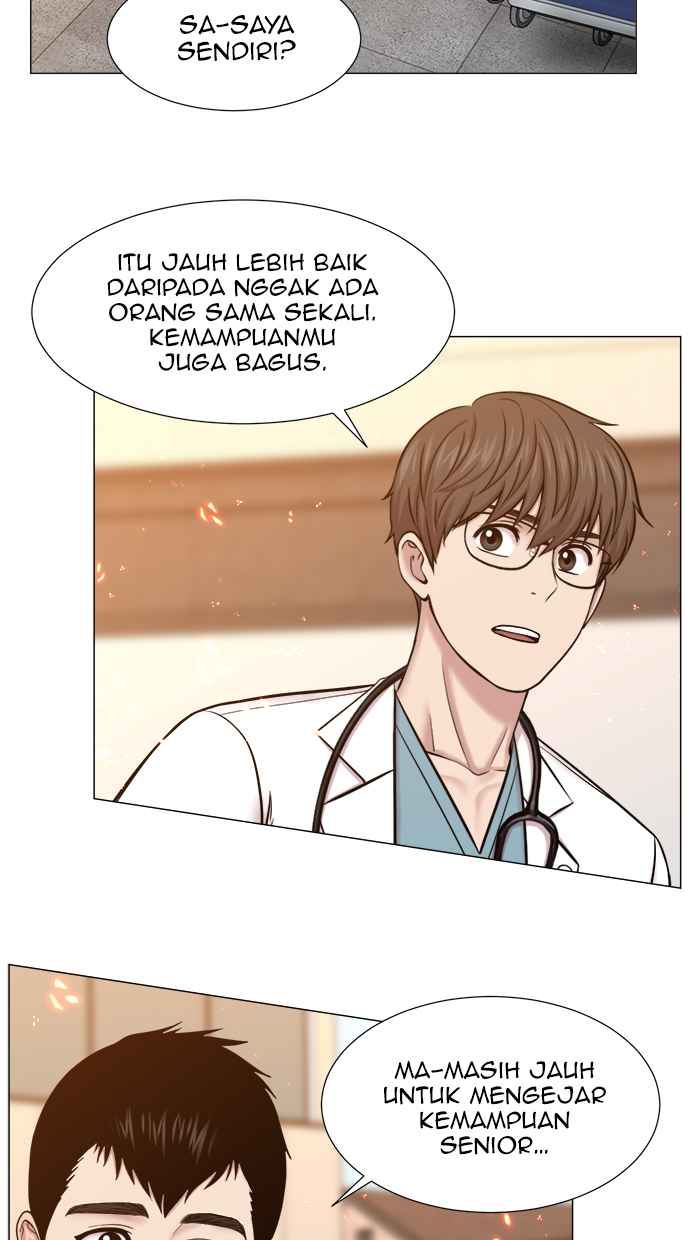 SA-SAYA
SENDIRI?
ITU JAUH LEBIH BAIK
DARIPADA NGGAK ADA
ORANG SAMA SEKALI.
KEMAMPUANMU
JUGA BAGUS.
MA-MASIH JAUH
UNTUK MENGEJAR
KEMAMPUAN
SENIOR...